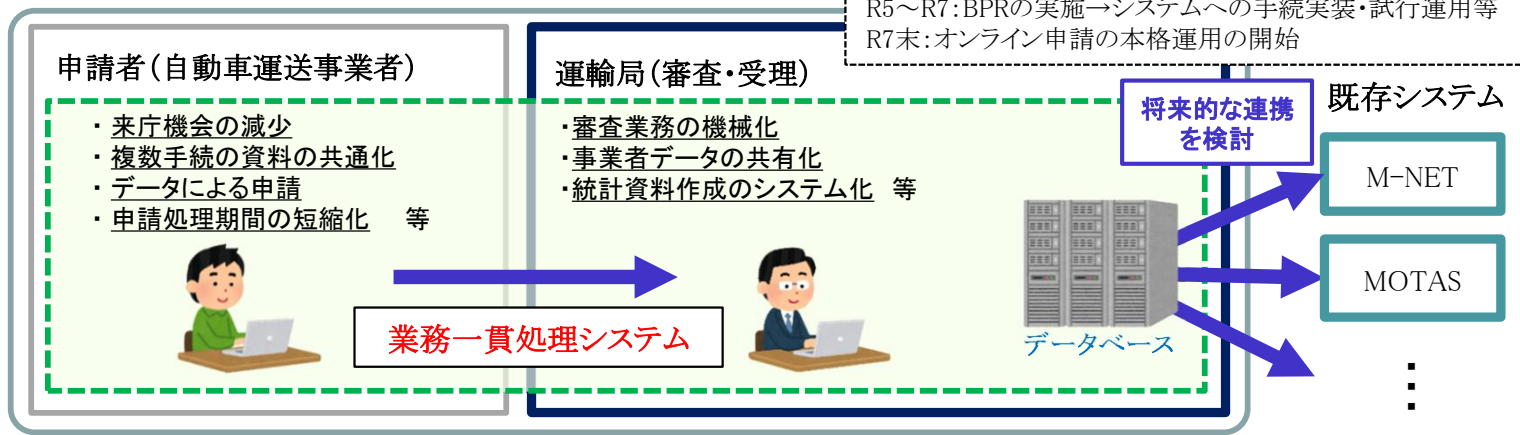 R5～R7：BPRの実施→システムへの手続実装・試行運用等
R7末：オンライン申請の本格運用の開始
申請者（自動車運送事業者）
・来庁機会の減少
・複数手続の資料の共通化
・データによる申請
・申請処理期間の短縮化　等
運輸局（審査・受理）
・審査業務の機械化
・事業者データの共有化
・統計資料作成のシステム化　等
業務一貫処理システム
データベース
将来的な連携
を検討
既存システム
M-NET
MOTAS